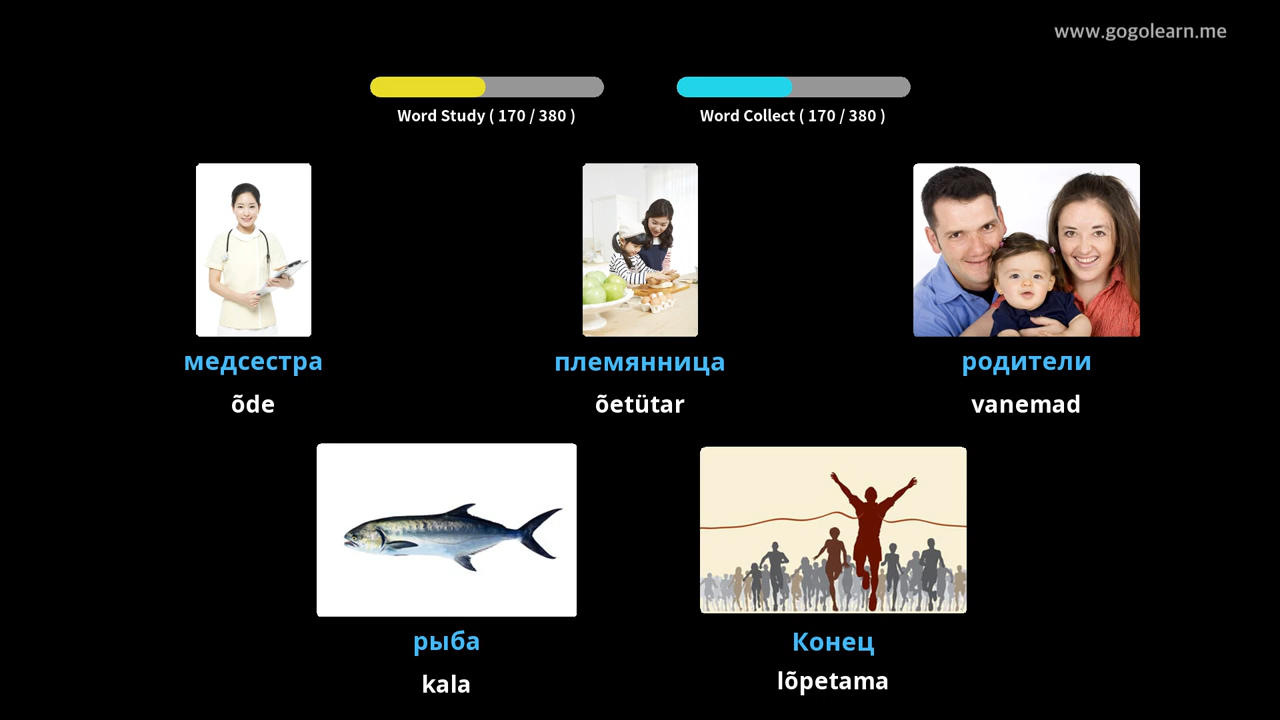 www.gogolearn.me
Word Study ( 170 / 380 )
Word Collect ( 170 / 380 )
медсестра
õde
племянница
õetütar
родители
vanemad
рыба
kala
Конец
lõpetama